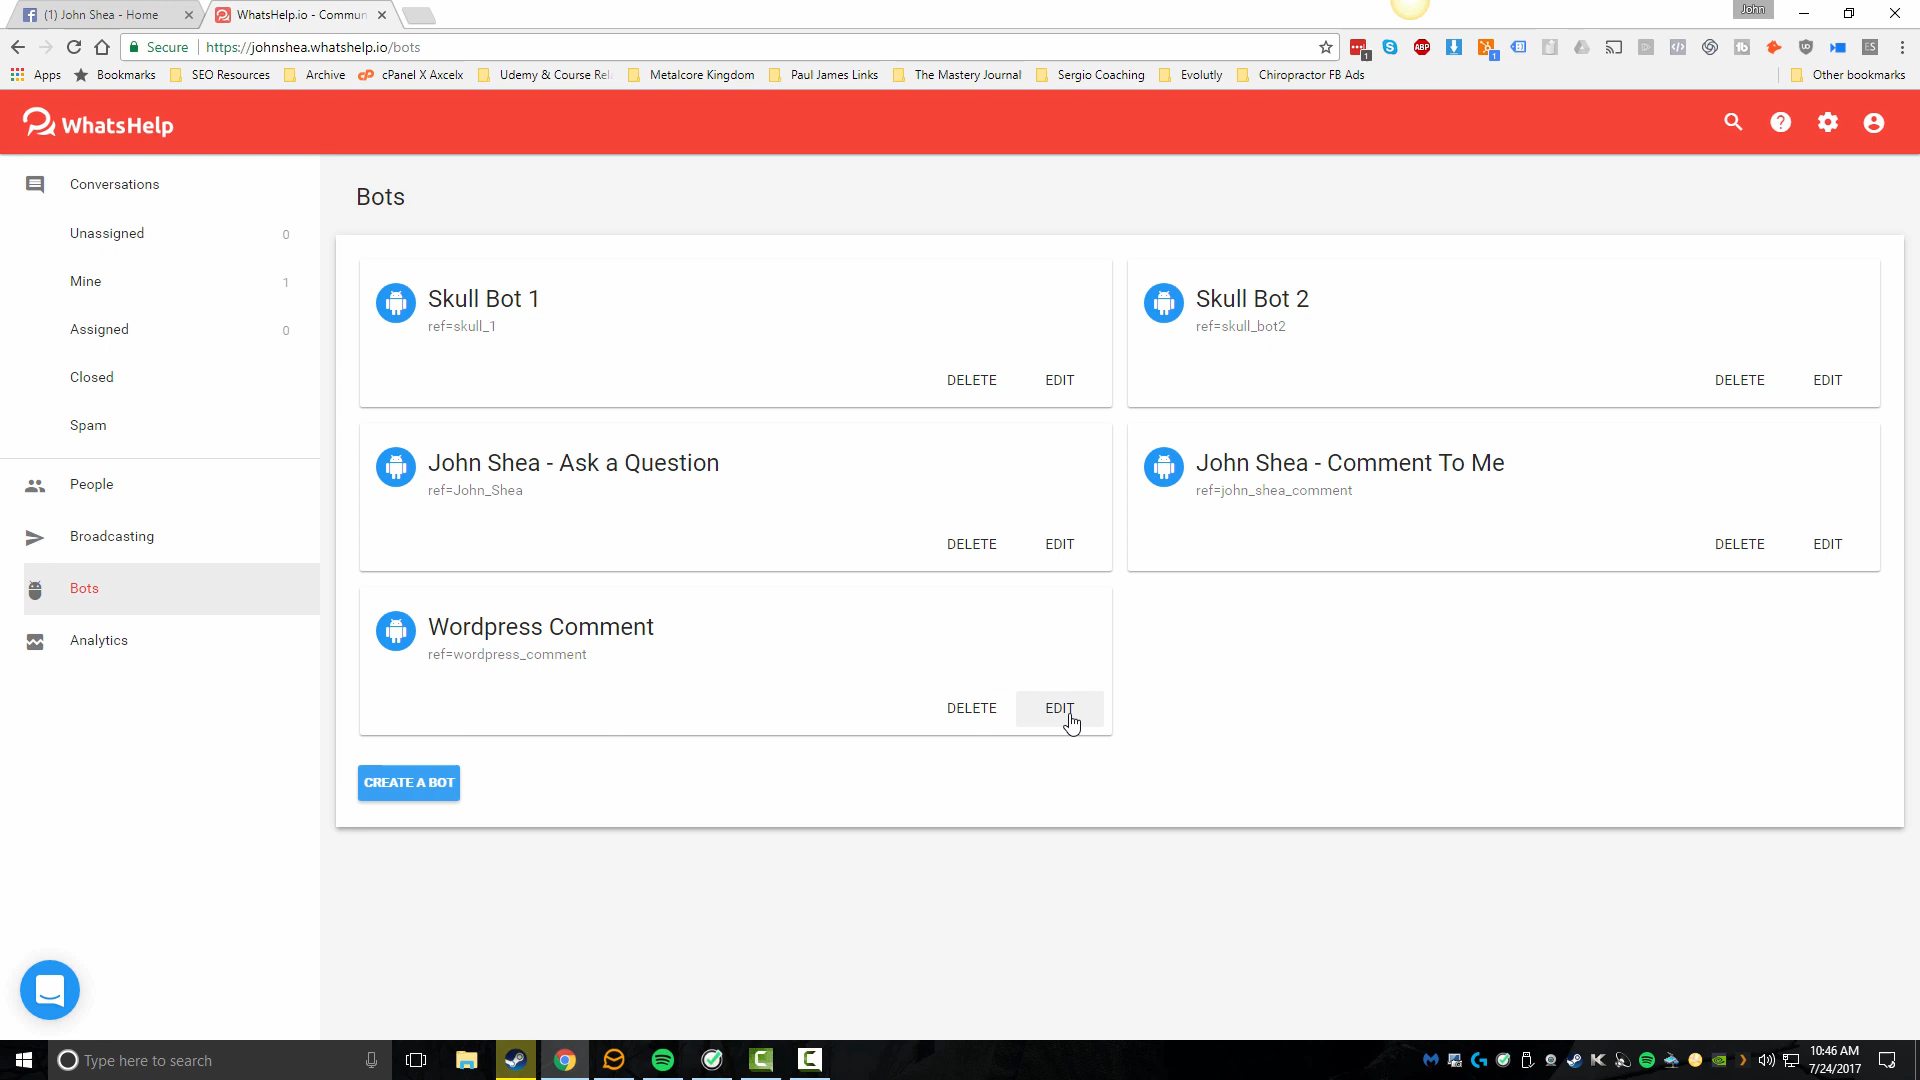 (1) John Shea - Home
WhatsHelp.io - Commun
John
Secure
https://johnshea.whatshelp.io/bots
1
ABP
1
ES
Apps
Bookmarks
SEO Resources
Archive
cPanel X Axcelx
Udemy & Course Rel
Metalcore Kingdom
Paul James Links
The Mastery Journal
Sergio Coaching
Evolutly
Chiropractor FB Ads
Other bookmarks
WhatsHelp
Conversations
Unassigned 0
Mine 1
Assigned 0
Closed
Spam
People
Broadcasting
Bots
Analytics
Bots
Skull Bot 1
ref=skull_1
DELETE EDIT
Skull Bot 2
ref=skull_bot2
DELETE EDIT
John Shea - Ask a Question
ref=John_Shea
DELETE EDIT
John Shea - Comment To Me
ref=john_shea_comment
DELETE EDIT
Wordpress Comment
ref=wordpress_comment
DELETE EDIT
CREATE A BOT
Type here to search
10:46 AM
7/24/2017